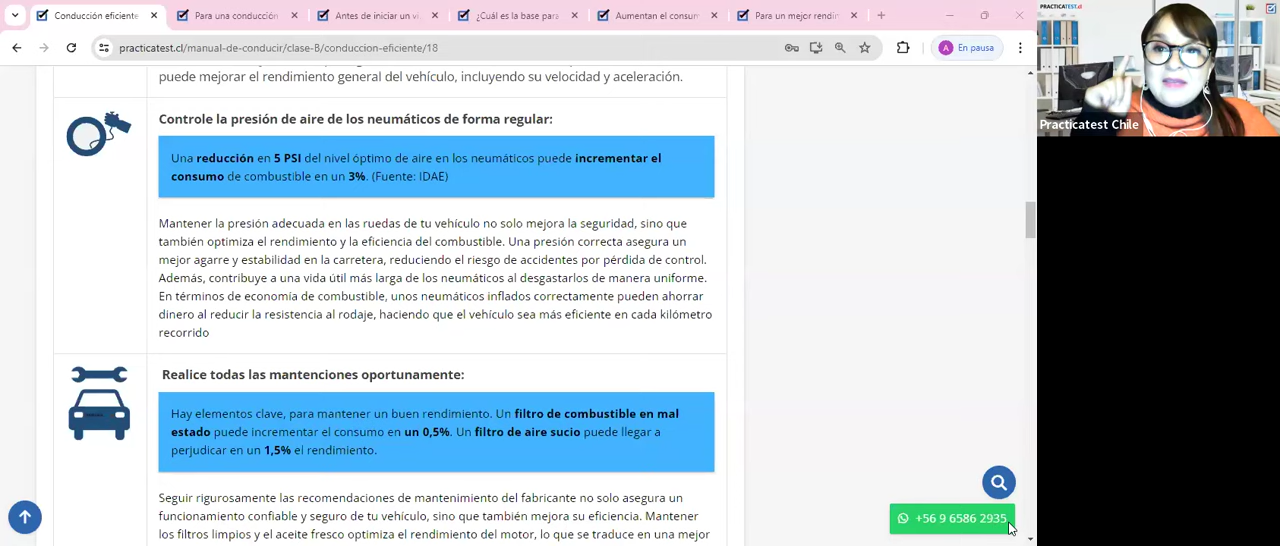 Conducción eficiente
Para una conducción
Antes de iniciar un vi
¿Cuál es la base para
Aumentan el consum
Para un mejor rendim
practicatest.cl/manual-de-conducir/clase-B/conduccion-eficiente/18
A En pausa
PRACTICATEST.cl
Practicatest Chile
puede mejorar el rendimiento general del vehículo, incluyendo su velocidad y aceleración.
Controle la presión de aire de los neumáticos de forma regular:
Una reducción en 5 PSI del nivel óptimo de aire en los neumáticos puede incrementar el
consumo de combustible en un 3%. (Fuente: IDAE)
Mantener la presión adecuada en las ruedas de tu vehículo no solo mejora la seguridad, sino que
también optimiza el rendimiento y la eficiencia del combustible. Una presión correcta asegura un
mejor agarre y estabilidad en la carretera, reduciendo el riesgo de accidentes por pérdida de control.
Además, contribuye a una vida útil más larga de los neumáticos al desgastarlos de manera uniforme.
En términos de economía de combustible, unos neumáticos inflados correctamente pueden ahorrar
dinero al reducir la resistencia al rodaje, haciendo que el vehículo sea más eficiente en cada kilómetro
recorrido
Realice todas las mantenciones oportunamente:
Hay elementos clave, para mantener un buen rendimiento. Un filtro de combustible en mal
estado puede incrementar el consumo en un 0,5%. Un filtro de aire sucio puede llegar a
perjudicar en un 1,5% el rendimiento.
Seguir rigurosamente las recomendaciones de mantenimiento del fabricante no solo asegura un
funcionamiento confiable y seguro de tu vehículo, sino que también mejora su eficiencia. Mantener
los filtros limpios y el aceite fresco optimiza el rendimiento del motor, lo que se traduce en una mejor
+56 9 6586 2935